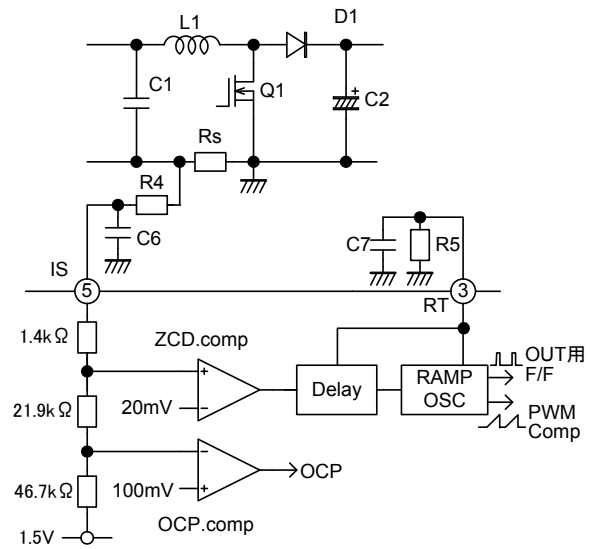 L1
D1
C1
Q1
C2
Rs
R4
C6
C7
R5
IS
5
3
RT
1.4kΩ
ZCD.comp
20mV
Delay
RAMP
OSC
OUT用
F/F
PWM
Comp
21.9kΩ
100mV
OCP
46.7kΩ
OCP.comp
1.5V